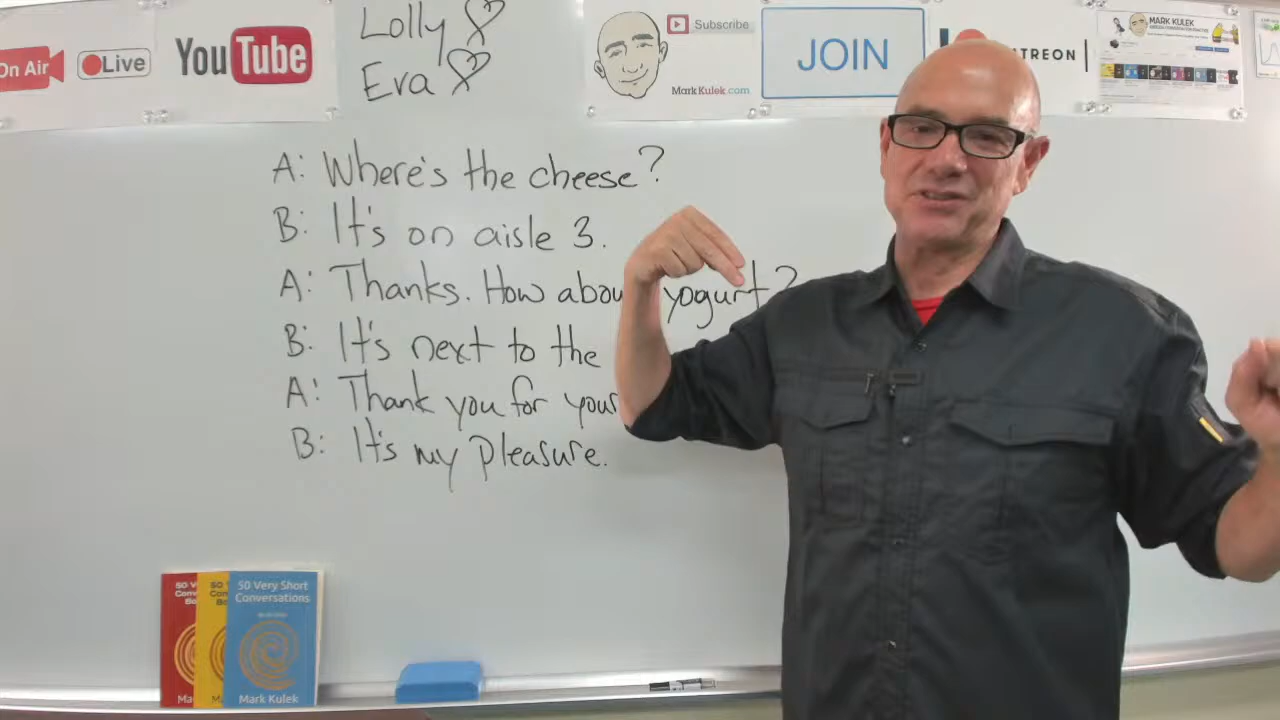 On Air
Live
YouTube
Lolly
Eva
Subscribe
MarkKulek.com
JOIN
TREON
MARK KULEK
A: Where's the cheese?
B: It's on aisle 3.
A: Thanks. How abou yogurt?
B: It's next to the
A: Thank you for your
B: It's my pleasure.
50 Very Short
Conversations
Mark Kulek